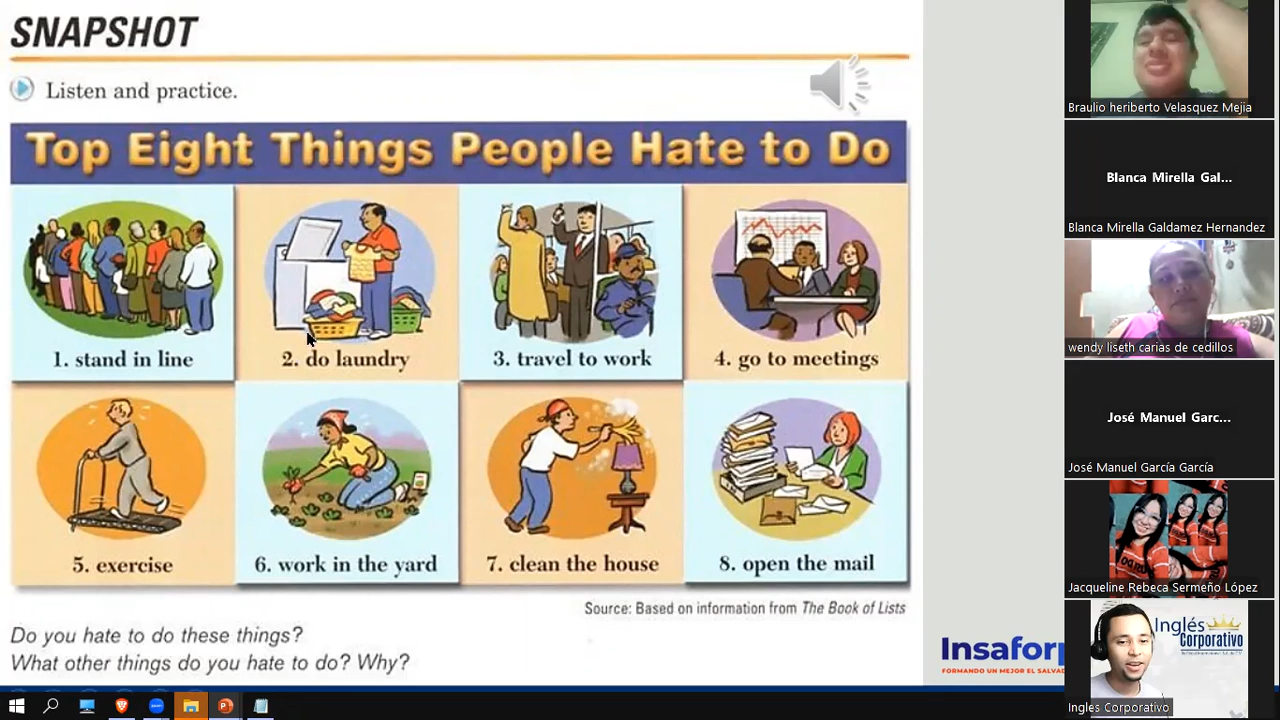 SNAPSHOT
Listen and practice.
Top Eight Things People Hate to Do
1. stand in line
2. do laundry
3. travel to work
4. go to meetings
5. exercise
6. work in the yard
7. clean the house
8. open the mail
Source: Based on information from The Book of Lists
Do you hate to do these things?
What other things do you hate to do? Why?
Insaforp
FORMANDO UN MEJOR EL SALVAD
Braulio heriberto Velasquez Mejia
Blanca Mirella Gal...
Blanca Mirella Galdamez Hernandez
wendy liseth carias de cedillos
José Manuel Garc...
José Manuel García García
Jacqueline Rebeca Sermeño López
Inglés
Corporativo
Ingles Corporativo